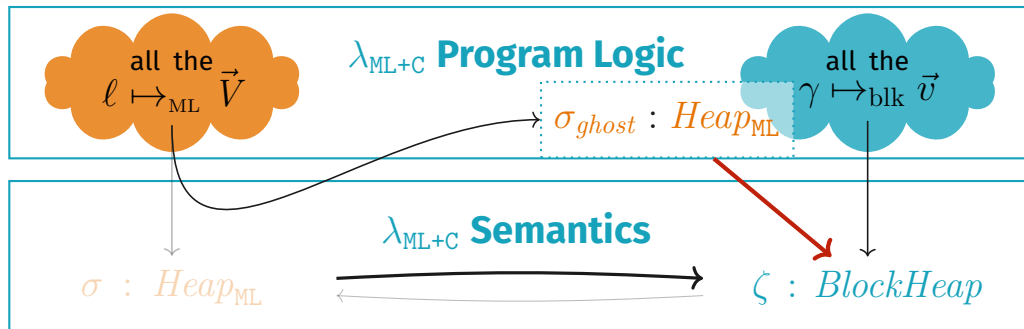 all the
ℓ ↦ML V⃗
λML+C Program Logic
all the
γ ↦blk v⃗
σghost : HeapML
λML+C Semantics
σ : HeapML
ζ : BlockHeap